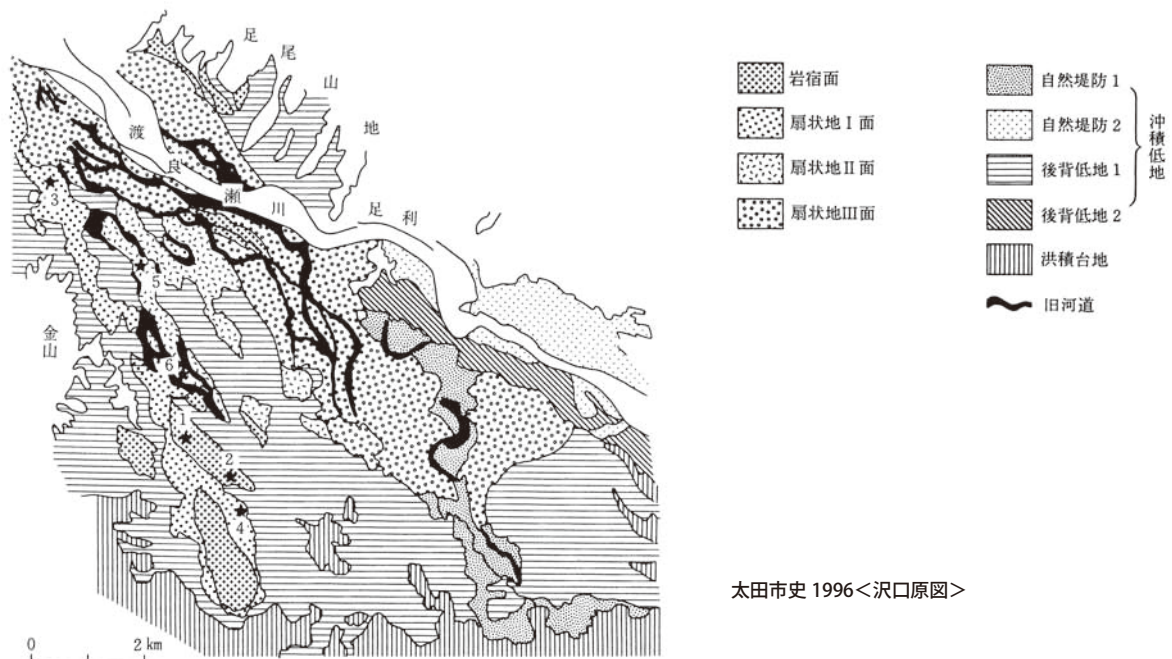 足尾山地
渡良瀬川
足利
金山
3
5
6
1
2
4
0 2 km
岩宿面
扇状地Ⅰ面
扇状地Ⅱ面
扇状地Ⅲ面
自然堤防1
自然堤防2
後背低地1
後背低地2
沖積低地
洪積台地
旧河道
太田市史 1996<沢口原図>